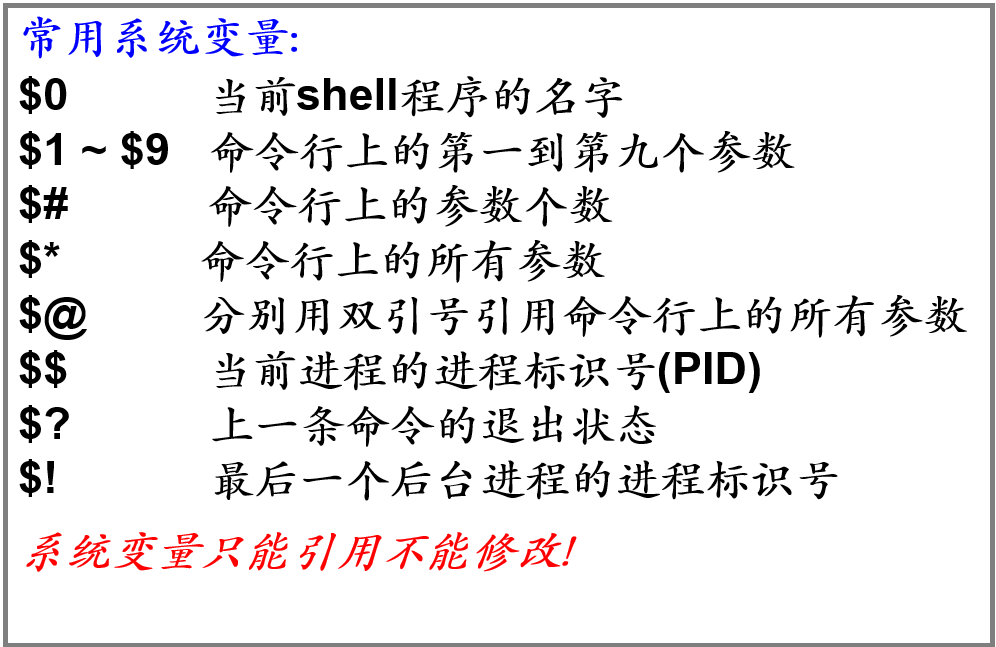 常用系统变量:
$0 当前shell程序的名字
$1 ~ $9 命令行上的第一到第九个参数
$# 命令行上的参数个数
$* 命令行上的所有参数
$@ 分别用双引号引用命令行上的所有参数
$$ 当前进程的进程标识号(PID)
$? 上一条命令的退出状态
$! 最后一个后台进程的进程标识号
系统变量只能引用不能修改!